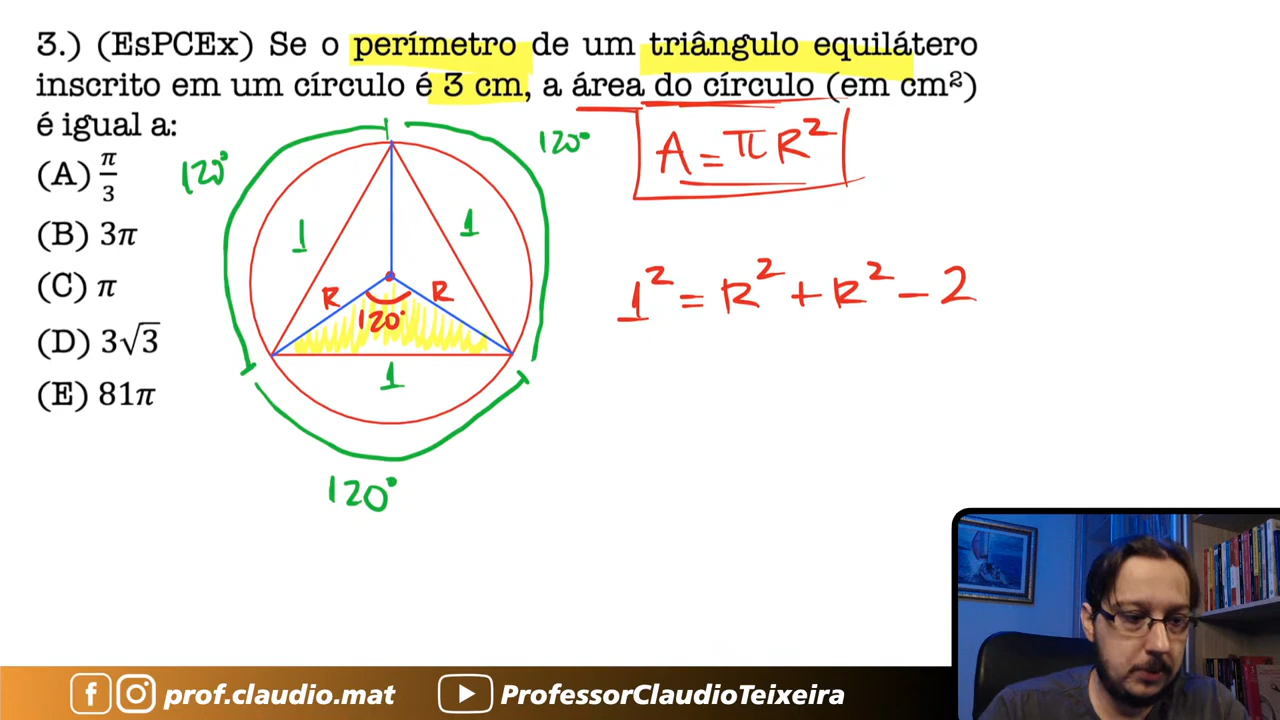 3.) (EsPCEx) Se o perímetro de um triângulo equilátero
inscrito em um círculo é 3 cm, a área do círculo (em cm²)
é igual a:
(A) π/3
(B) 3π
(C) π
(D) 3√3
(E) 81π
120°
120°
1
1
R
R
120°
1
120°
A = πR²
1² = R² + R² − 2
prof.claudio.mat
ProfessorClaudioTeixeira